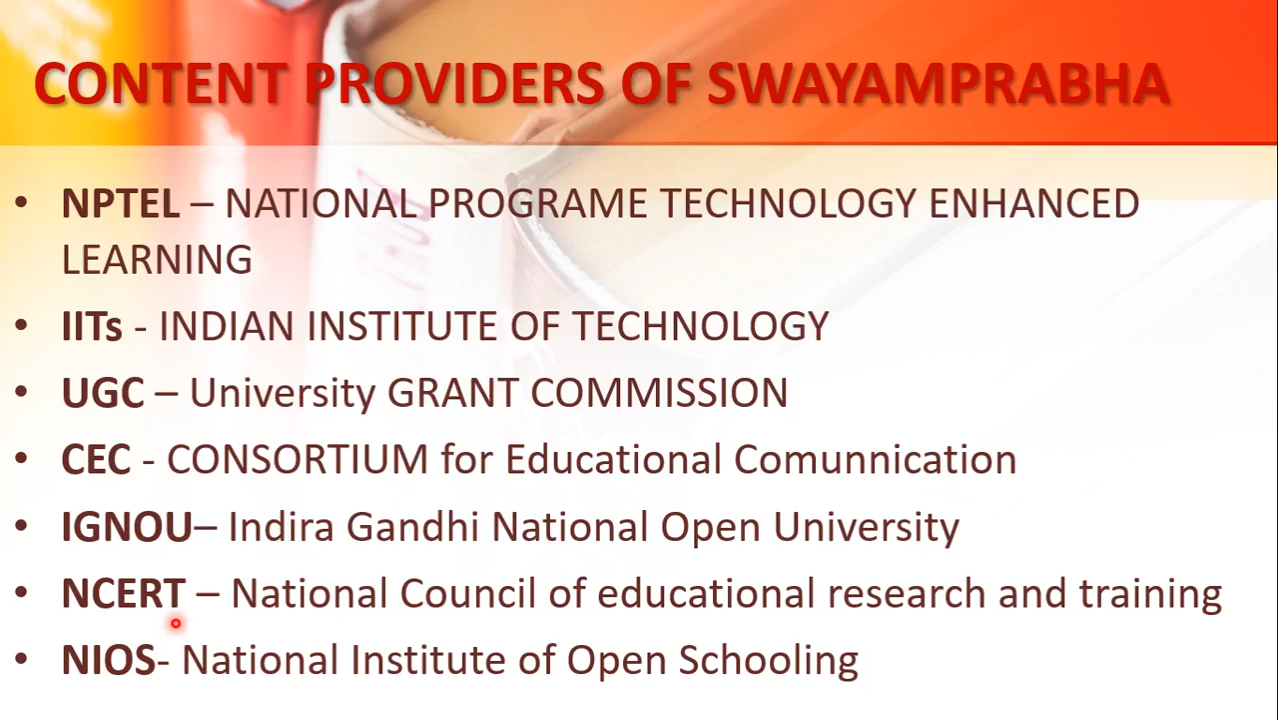 CONTENT PROVIDERS OF SWAYAMPRABHA
• NPTEL – NATIONAL PROGRAME TECHNOLOGY ENHANCED
LEARNING
• IITs - INDIAN INSTITUTE OF TECHNOLOGY
• UGC – University GRANT COMMISSION
• CEC - CONSORTIUM for Educational Comunnication
• IGNOU– Indira Gandhi National Open University
• NCERT – National Council of educational research and training
• NIOS- National Institute of Open Schooling